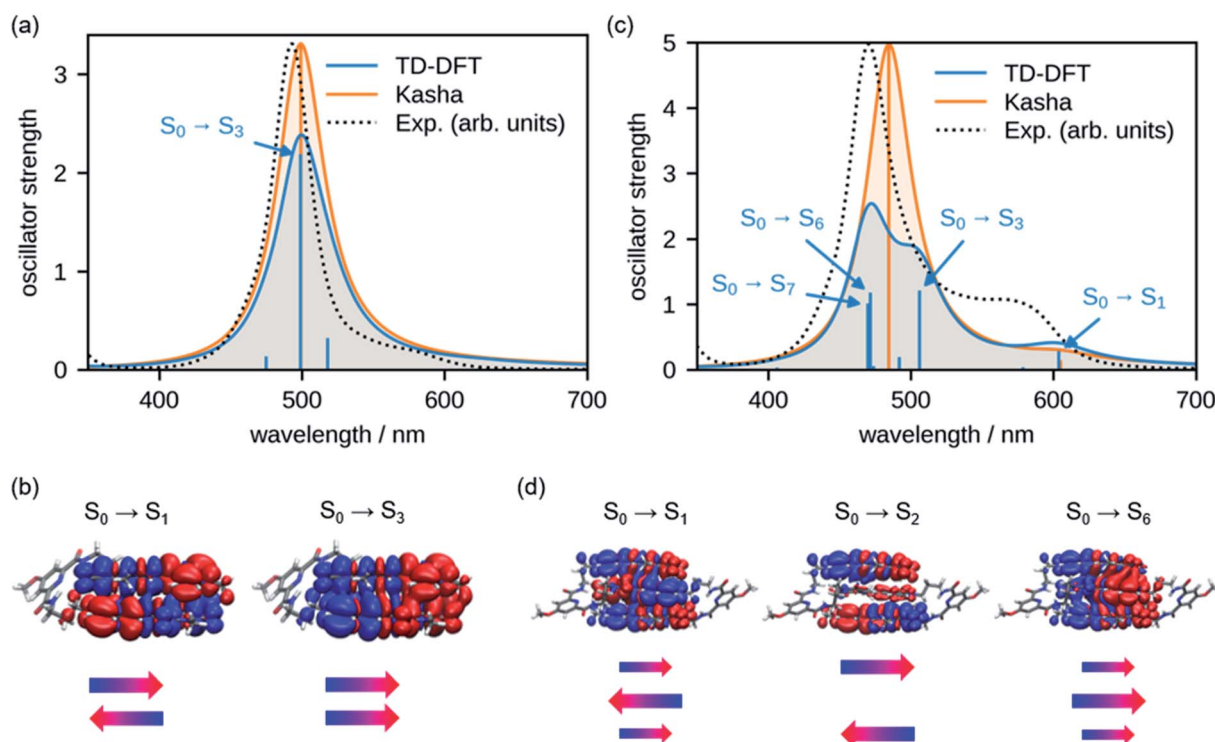 (a)
TD-DFT
Kasha
Exp. (arb. units)
S₀ → S₃
oscillator strength
3
2
1
0
400
500
600
700
wavelength / nm
(c)
TD-DFT
Kasha
Exp. (arb. units)
S₀ → S₆
S₀ → S₃
S₀ → S₇
S₀ → S₁
oscillator strength
5
4
3
2
1
0
400
500
600
700
wavelength / nm
(b)
S₀ → S₁
S₀ → S₃
(d)
S₀ → S₁
S₀ → S₂
S₀ → S₆